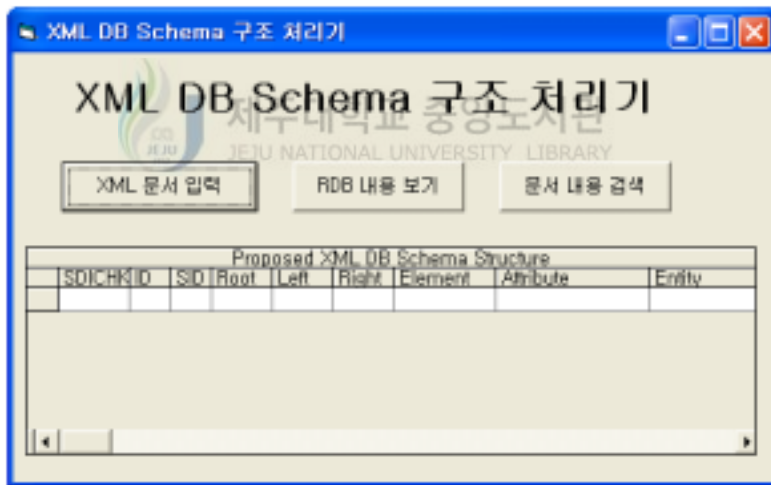 XML DB Schema 구조 처리기
XML DB Schema 구조 처리기
제주대학교 중앙도서관
JEJU NATIONAL UNIVERSITY LIBRARY
JEJU
XML 문서 입력 RDB 내용 보기 문서 내용 검색
Proposed XML DB Schema Structure
SDICHK ID SID Root Left Right Element Attribute Entity